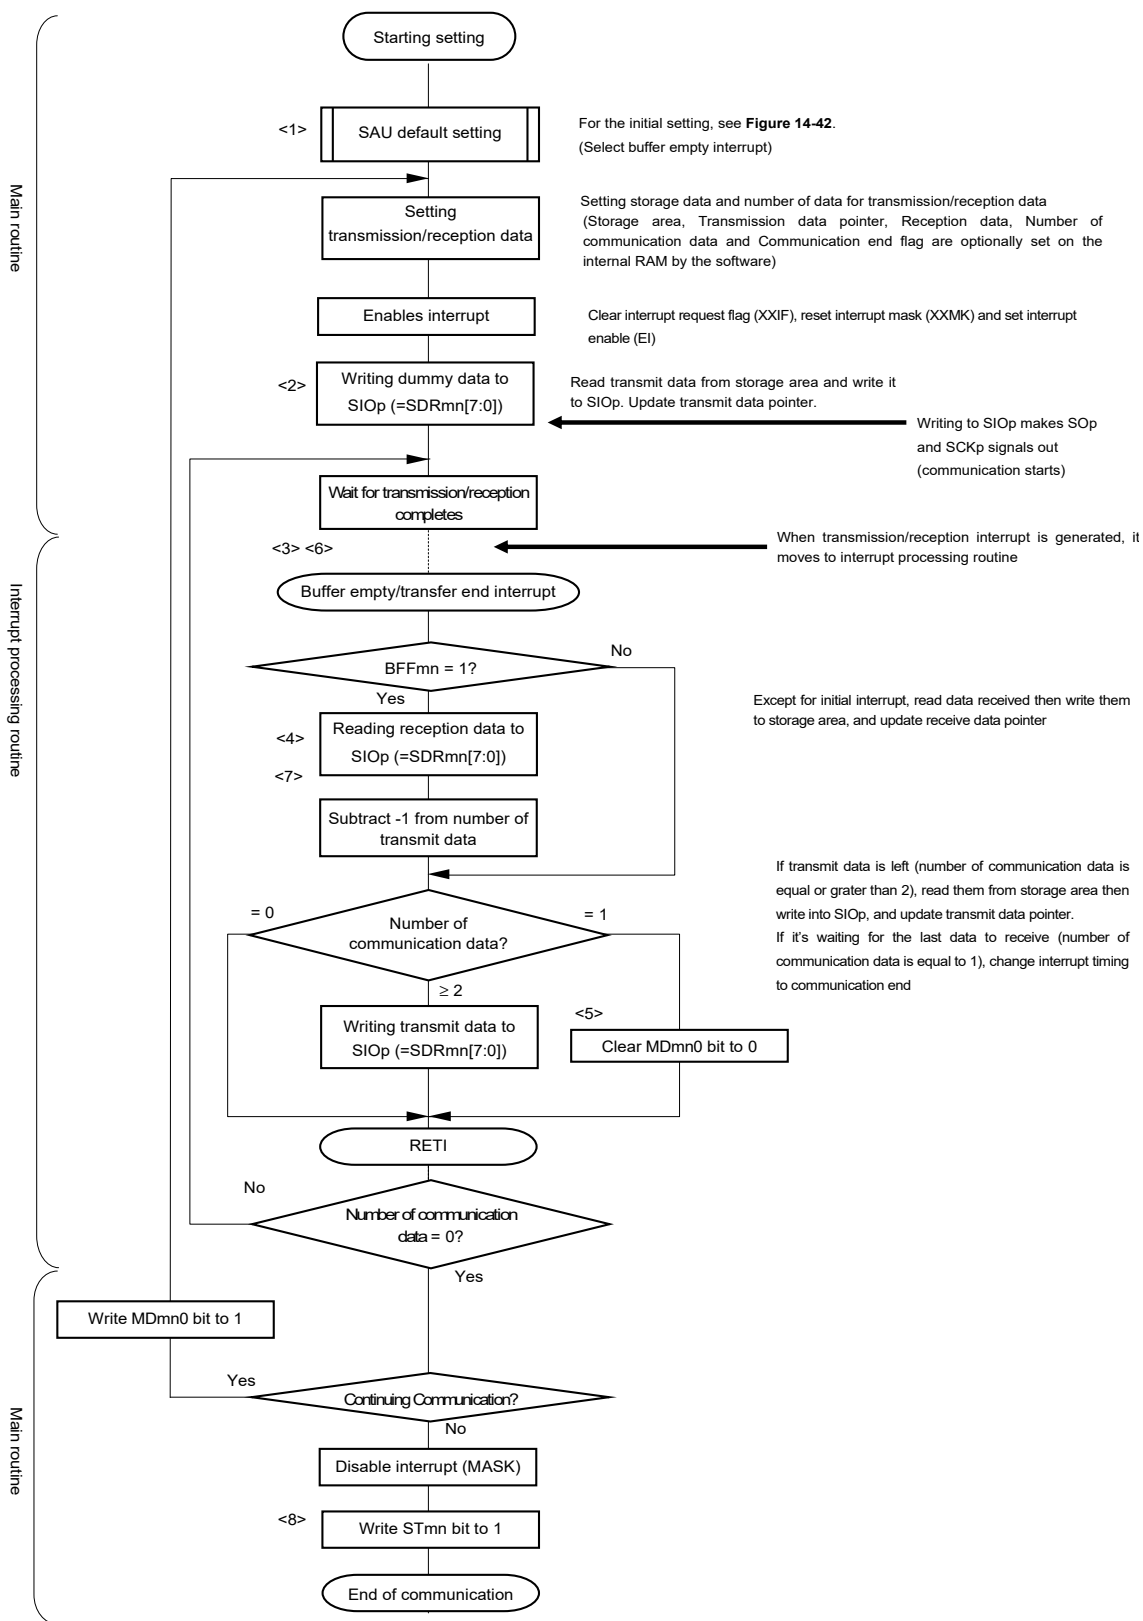 Starting setting
<1>
SAU default setting
For the initial setting, see Figure 14-42.
(Select buffer empty interrupt)
Main routine
Setting
transmission/reception data
Setting storage data and number of data for transmission/reception data
(Storage area, Transmission data pointer, Reception data, Number of
communication data and Communication end flag are optionally set on the
internal RAM by the software)
Enables interrupt
Clear interrupt request flag (XXIF), reset interrupt mask (XXMK) and set interrupt
enable (EI)
<2>
Writing dummy data to
SIOp (=SDRmn[7:0])
Read transmit data from storage area and write it
to SIOp. Update transmit data pointer.
Writing to SIOp makes SOp
and SCKp signals out
(communication starts)
Wait for transmission/reception
completes
<3> <6>
When transmission/reception interrupt is generated, it
moves to interrupt processing routine
Buffer empty/transfer end interrupt
Interrupt processing routine
No
BFFmn = 1?
Yes
<4>
Reading reception data to
SIOp (=SDRmn[7:0])
<7>
Except for initial interrupt, read data received then write them
to storage area, and update receive data pointer
Subtract -1 from number of
transmit data
= 0
Number of
communication data?
= 1
≥ 2
If transmit data is left (number of communication data is
equal or grater than 2), read them from storage area then
write into SIOp, and update transmit data pointer.
If it's waiting for the last data to receive (number of
communication data is equal to 1), change interrupt timing
to communication end
Writing transmit data to
SIOp (=SDRmn[7:0])
<5>
Clear MDmn0 bit to 0
RETI
No
Number of communication
data = 0?
Yes
Write MDmn0 bit to 1
Yes
Continuing Communication?
No
Main routine
Disable interrupt (MASK)
<8>
Write STmn bit to 1
End of communication